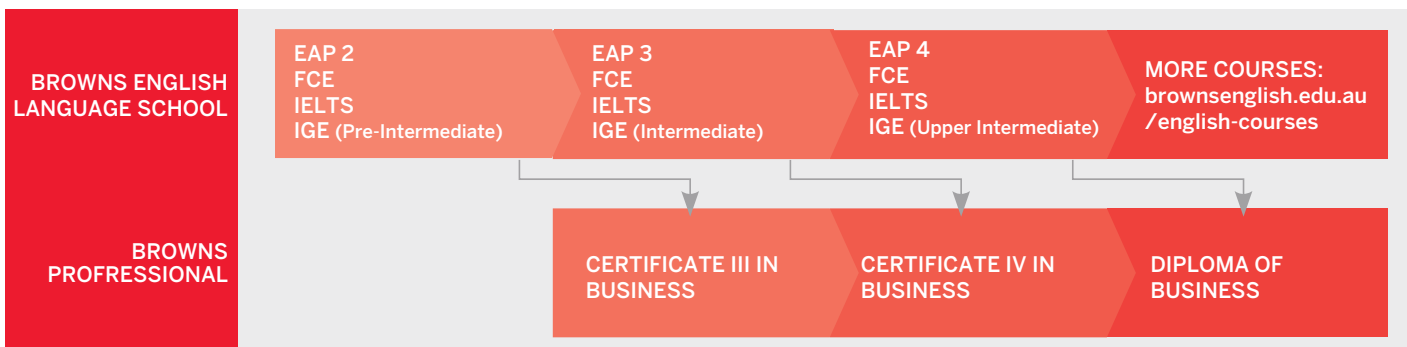 BROWNS ENGLISH
LANGUAGE SCHOOL
EAP 2
FCE
IELTS
IGE (Pre-Intermediate)
EAP 3
FCE
IELTS
IGE (Intermediate)
EAP 4
FCE
IELTS
IGE (Upper Intermediate)
MORE COURSES:
brownsenglish.edu.au
/english-courses
BROWNS
PROFRESSIONAL
CERTIFICATE III IN
BUSINESS
CERTIFICATE IV IN
BUSINESS
DIPLOMA OF
BUSINESS